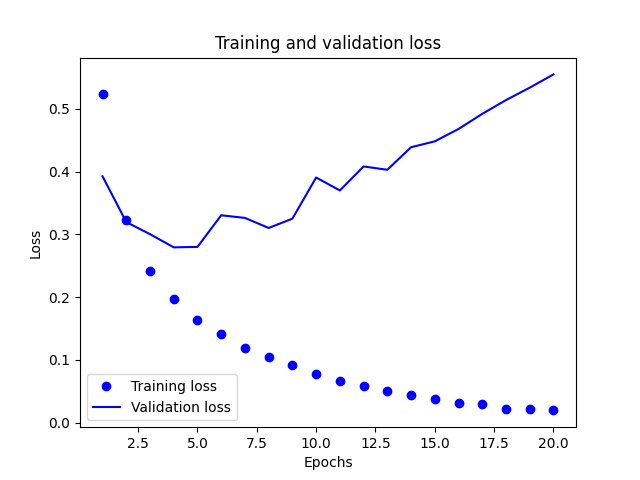 Training and validation loss
0.5
0.4
0.3
0.2
0.1
0.0
Loss
Training loss
Validation loss
2.5 5.0 7.5 10.0 12.5 15.0 17.5 20.0
Epochs